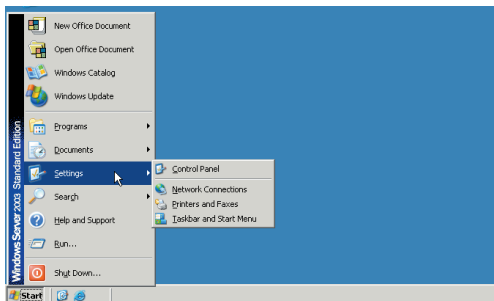 New Office Document
Open Office Document
Windows Catalog
Windows Update
Programs
Documents
Settings
Search
Help and Support
Run...
Shut Down...
Control Panel
Network Connections
Printers and Faxes
Taskbar and Start Menu
Windows Server 2003 Standard Edition
Start